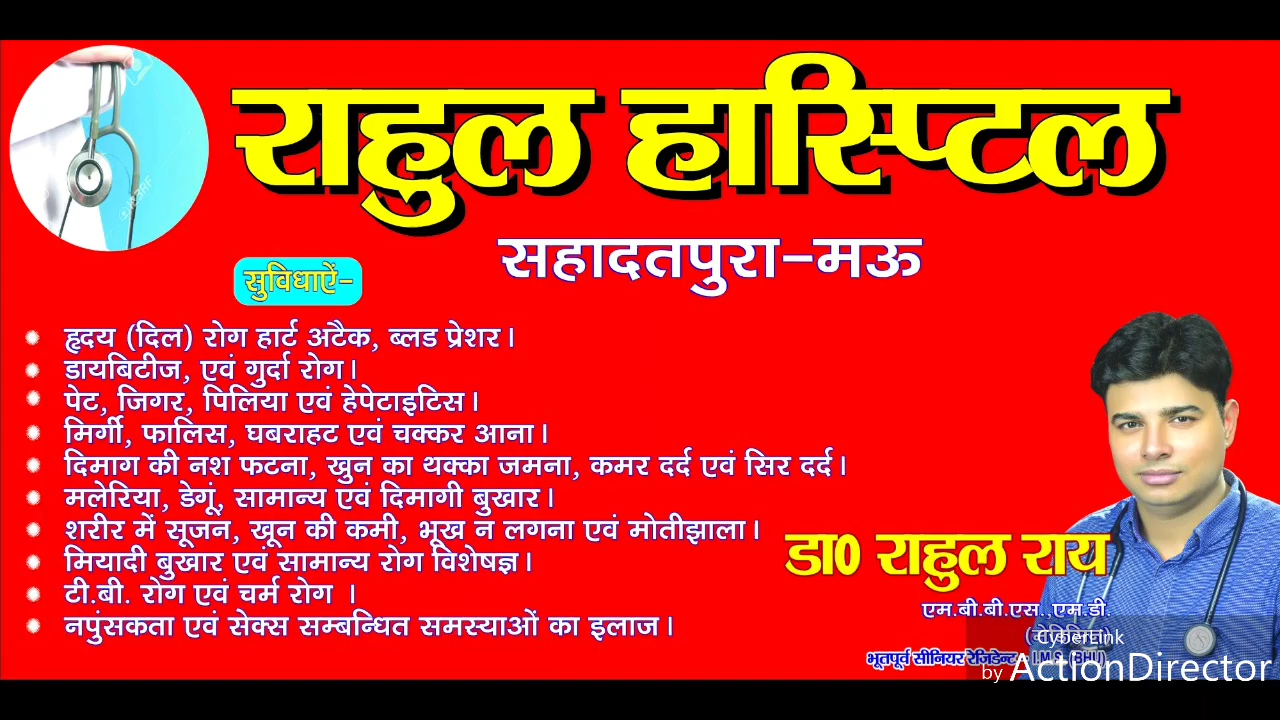 राहुल हास्पिटल
सहादतपुरा-मऊ
सुविधाऐं-
हृदय (दिल) रोग हार्ट अटैक, ब्लड प्रेशर।
डायबिटीज, एवं गुर्दा रोग।
पेट, जिगर, पिलिया एवं हेपेटाइटिस।
मिर्गी, फालिस, घबराहट एवं चक्कर आना।
दिमाग की नश फटना, खुन का थक्का जमना, कमर दर्द एवं सिर दर्द।
मलेरिया, डेगूं, सामान्य एवं दिमागी बुखार।
शरीर में सूजन, खून की कमी, भूख न लगना एवं मोतीझाला।
मियादी बुखार एवं सामान्य रोग विशेषज्ञ।
टी.बी. रोग एवं चर्म रोग ।
नपुंसकता एवं सेक्स सम्बन्धित समस्याओं का इलाज।
डा0 राहुल राय
एम.बी.बी.एस. एम.डी.
CyberLink
भूतपूर्व सीनियर रेजिडेन्ट - I.M.S. (BHU)
by ActionDirector